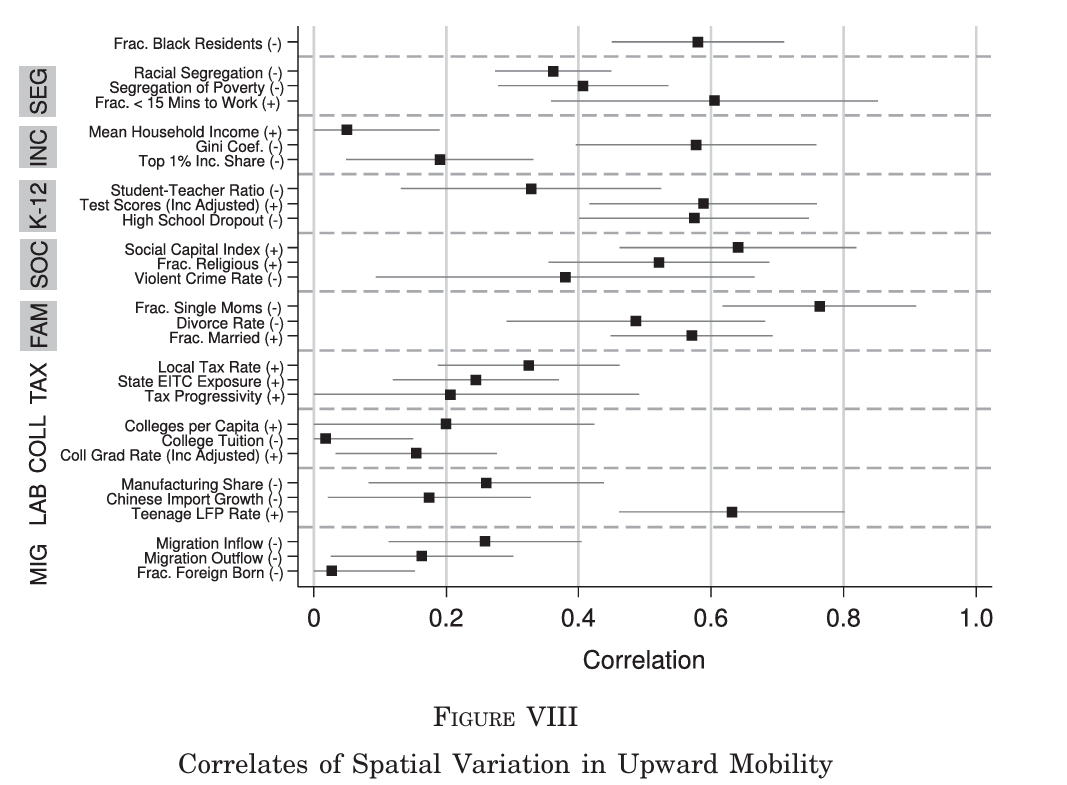 Frac. Black Residents (-)
SEG
Racial Segregation (-)
Segregation of Poverty (-)
Frac. < 15 Mins to Work (+)
INC
Mean Household Income (+)
Gini Coef. (-)
Top 1% Inc. Share (-)
K-12
Student-Teacher Ratio (-)
Test Scores (Inc Adjusted) (+)
High School Dropout (-)
SOC
Social Capital Index (+)
Frac. Religious (+)
Violent Crime Rate (-)
FAM
Frac. Single Moms (-)
Divorce Rate (-)
Frac. Married (+)
TAX
Local Tax Rate (+)
State EITC Exposure (+)
Tax Progressivity (+)
COLL
Colleges per Capita (+)
College Tuition (-)
Coll Grad Rate (Inc Adjusted) (+)
LAB
Manufacturing Share (-)
Chinese Import Growth (-)
Teenage LFP Rate (+)
MIG
Migration Inflow (-)
Migration Outflow (-)
Frac. Foreign Born (-)
0 0.2 0.4 0.6 0.8 1.0
Correlation
FIGURE VIII
Correlates of Spatial Variation in Upward Mobility